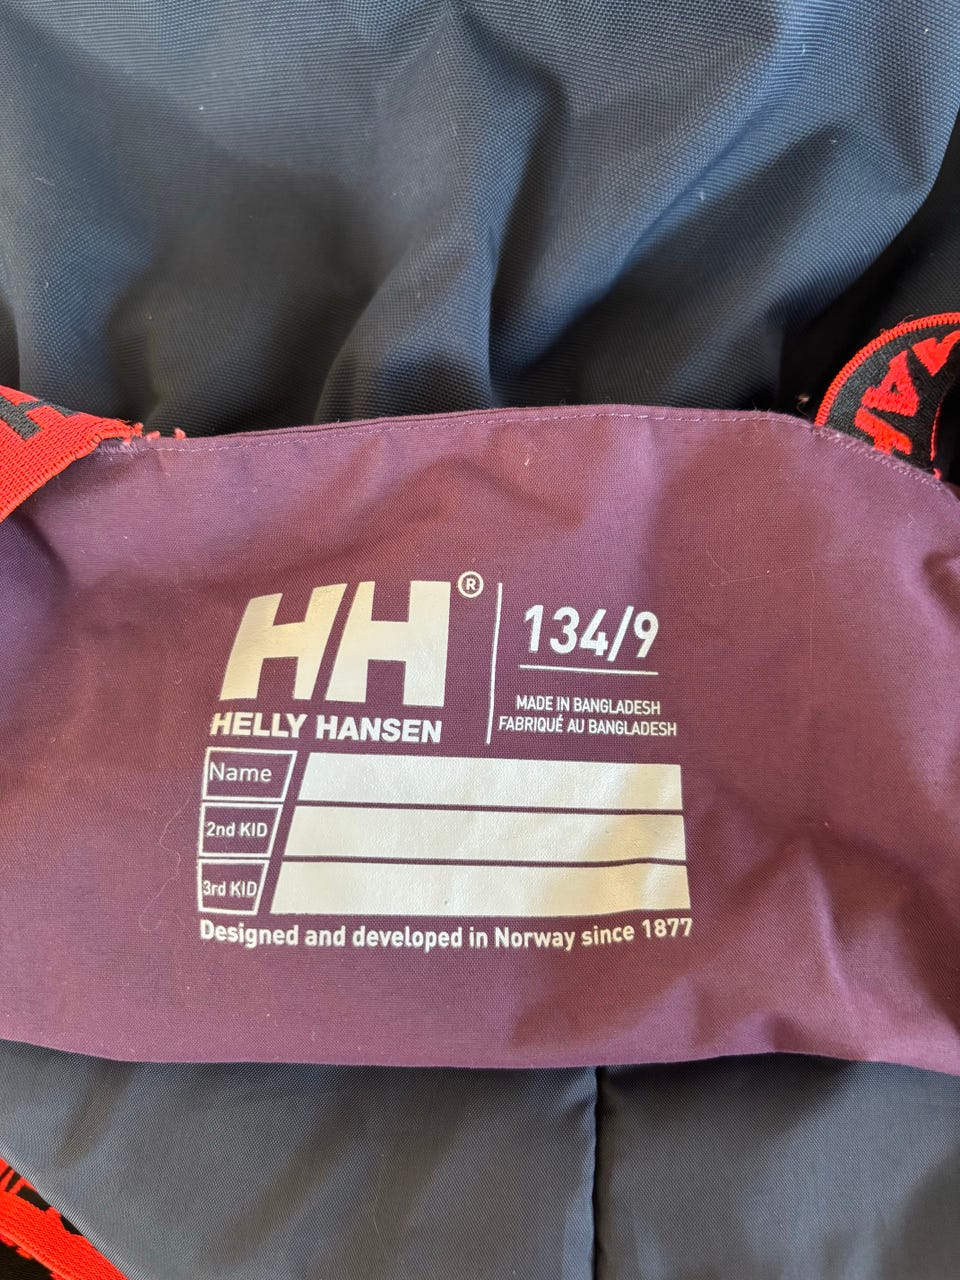 HH®
HELLY HANSEN
134/9
MADE IN BANGLADESH
FABRIQUÉ AU BANGLADESH
Name
2nd KID
3rd KID
Designed and developed in Norway since 1877